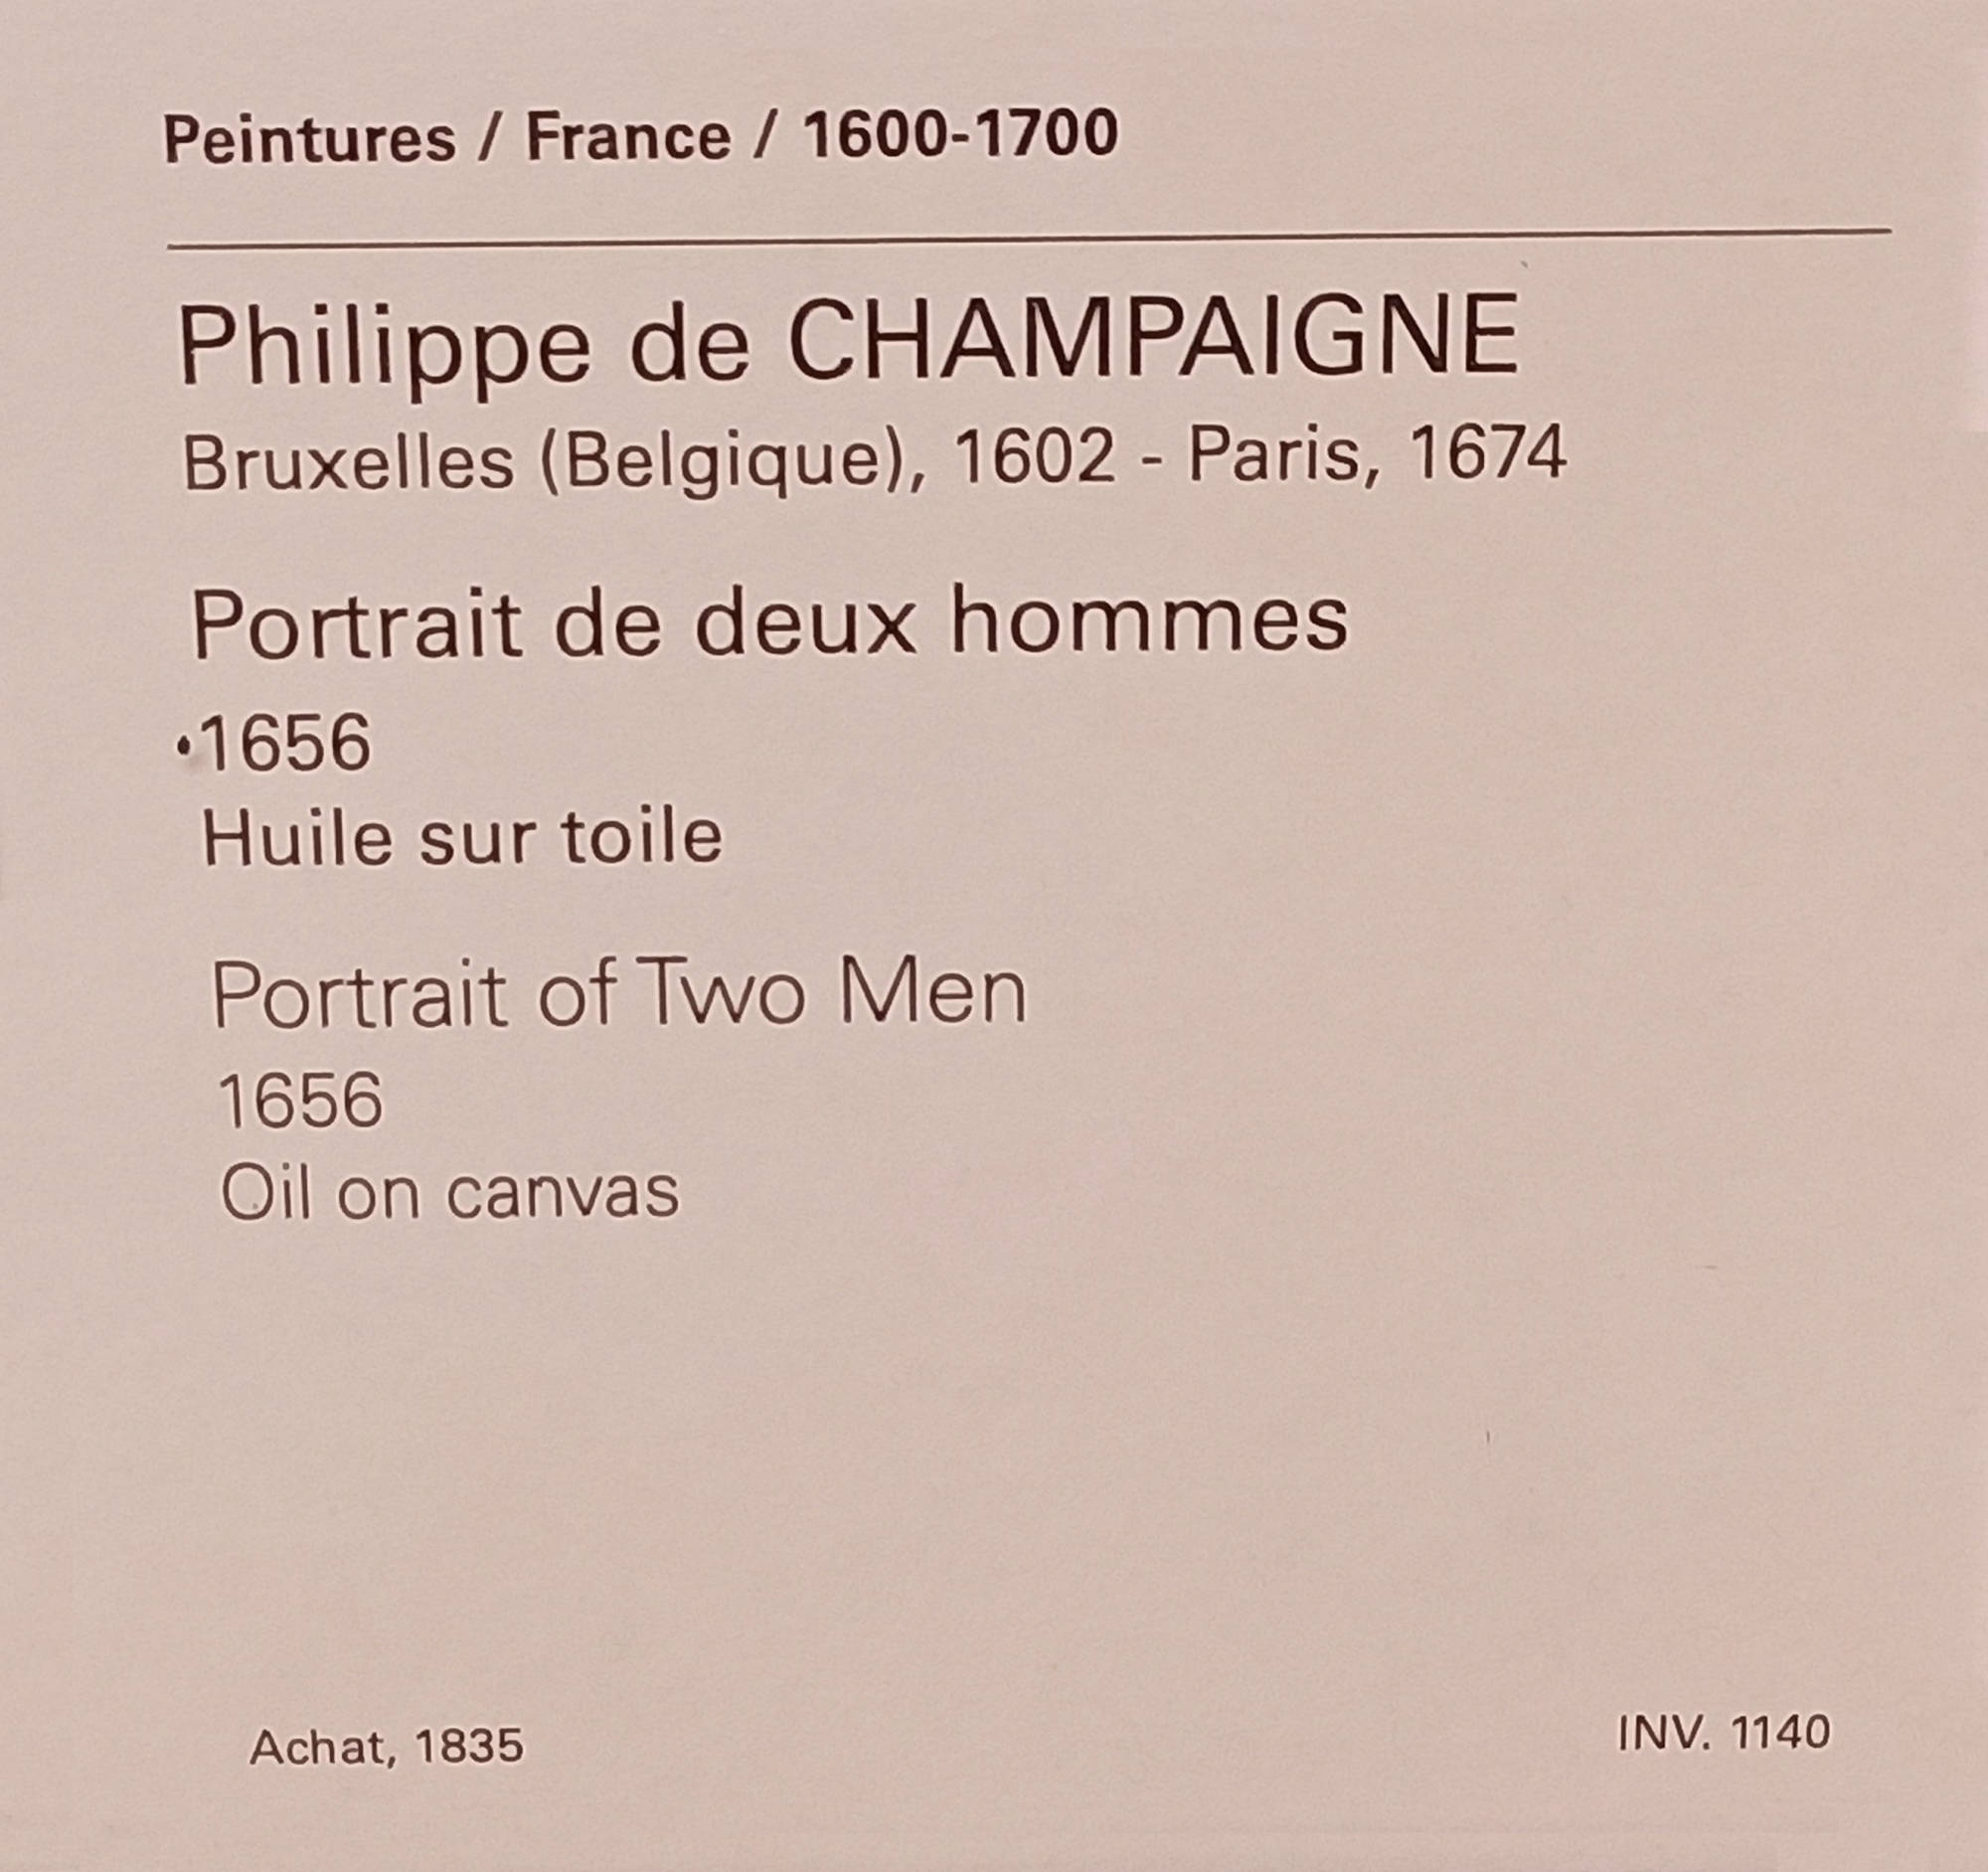 Peintures / France / 1600-1700
Philippe de CHAMPAIGNE
Bruxelles (Belgique), 1602 - Paris, 1674
Portrait de deux hommes
1656
Huile sur toile
Portrait of Two Men
1656
Oil on canvas
Achat, 1835
INV. 1140